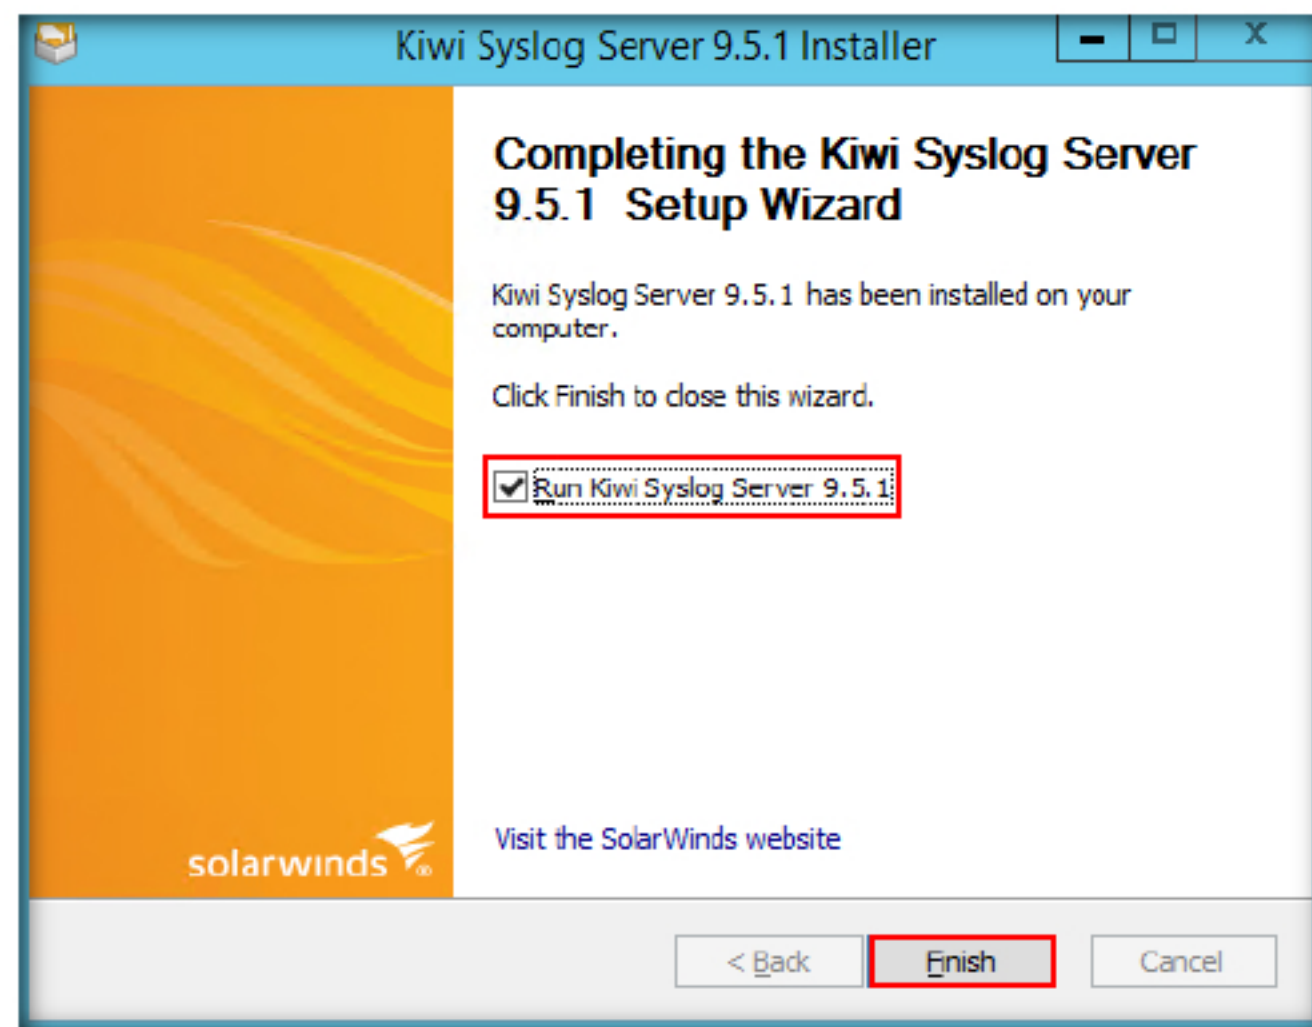 Kiwi Syslog Server 9.5.1 Installer
Completing the Kiwi Syslog Server
9.5.1 Setup Wizard
Kiwi Syslog Server 9.5.1 has been installed on your
computer.
Click Finish to close this wizard.
Run Kiwi Syslog Server 9.5.1
Visit the SolarWinds website
solarwinds
< Back Finish Cancel